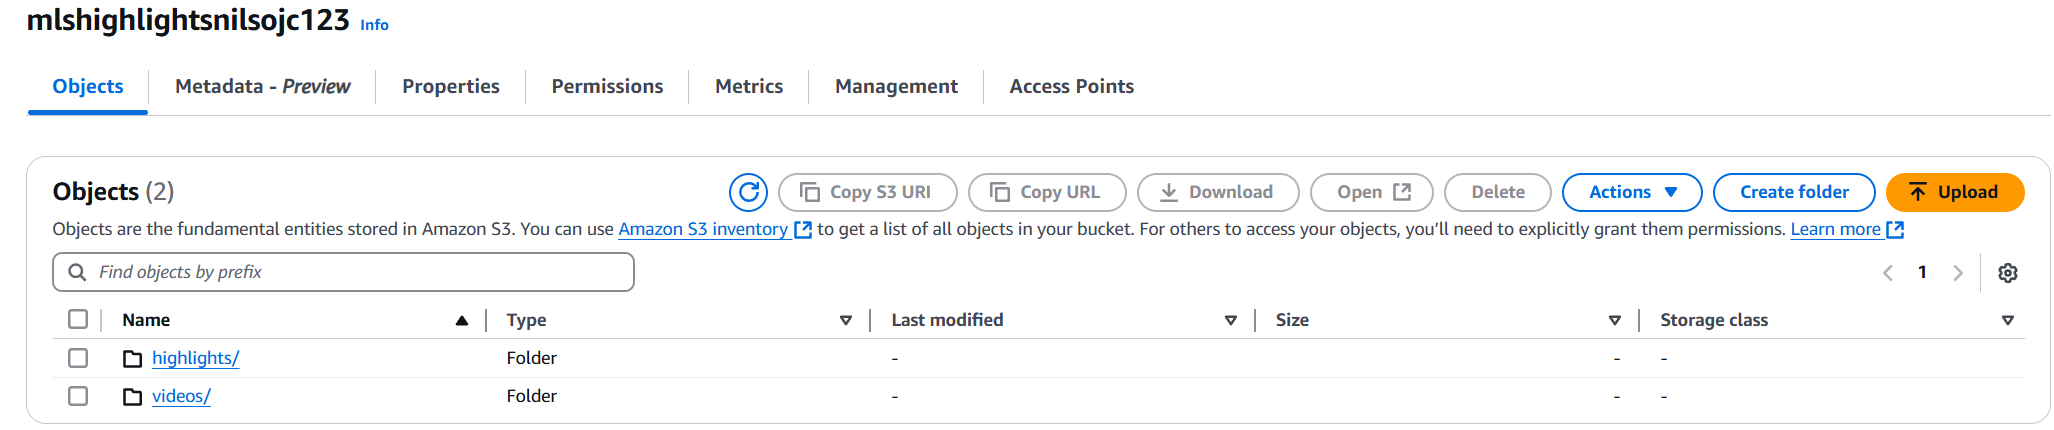 mlshighlightsnilsojc123 Info
Objects Metadata - Preview Properties Permissions Metrics Management Access Points
Objects (2) Copy S3 URI Copy URL Download Open Delete Actions Create folder Upload
Objects are the fundamental entities stored in Amazon S3. You can use Amazon S3 inventory to get a list of all objects in your bucket. For others to access your objects, you'll need to explicitly grant them permissions. Learn more
Find objects by prefix 1
Name Type Last modified Size Storage class
highlights/ Folder - - -
videos/ Folder - - -